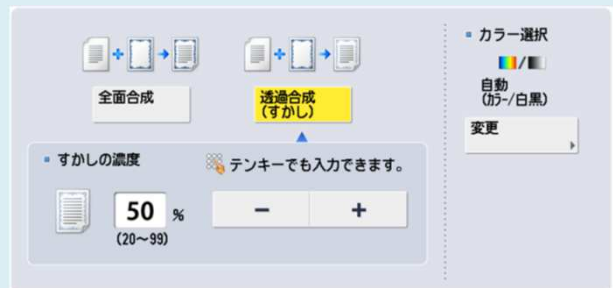 全面合成
透過合成
(すかし)
すかしの濃度
テンキーでも入力できます。
50 %
(20~99)
− +
カラー選択
自動
(ｶﾗｰ/白黒)
変更